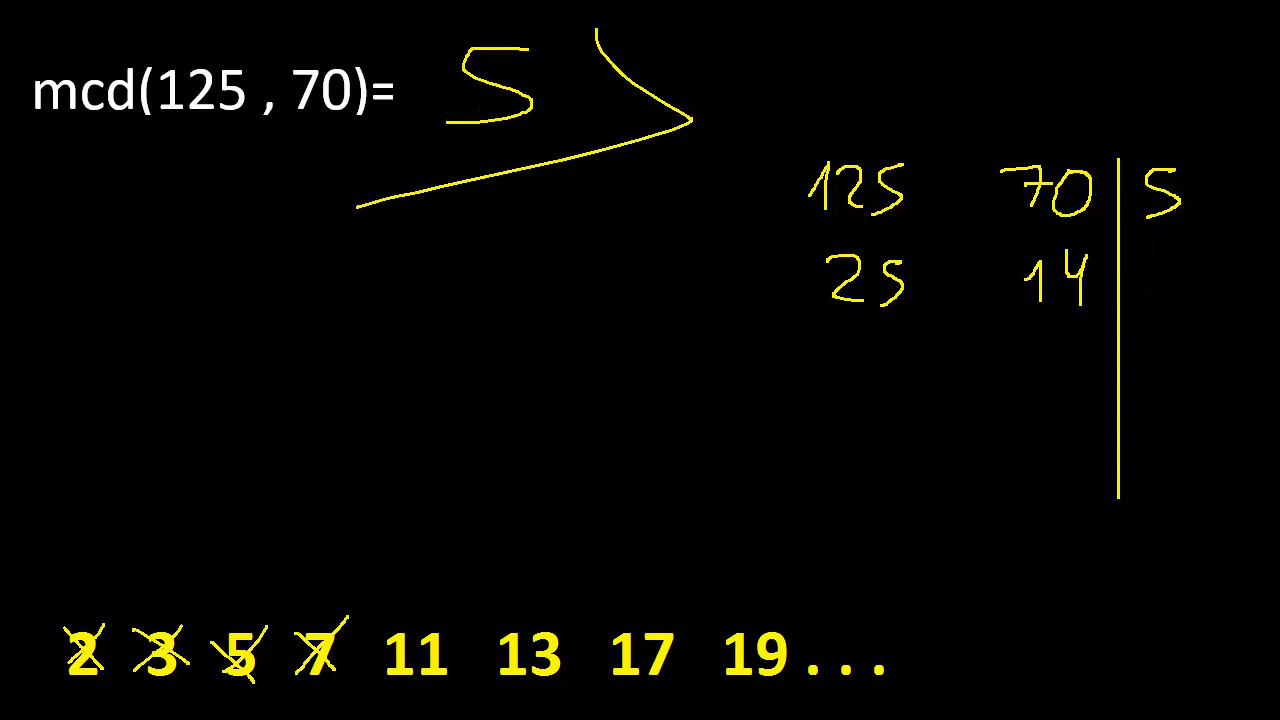 mcd(125 , 70)= 5
125 70 5
25 14
2 3 5 7 11 13 17 19 . . .